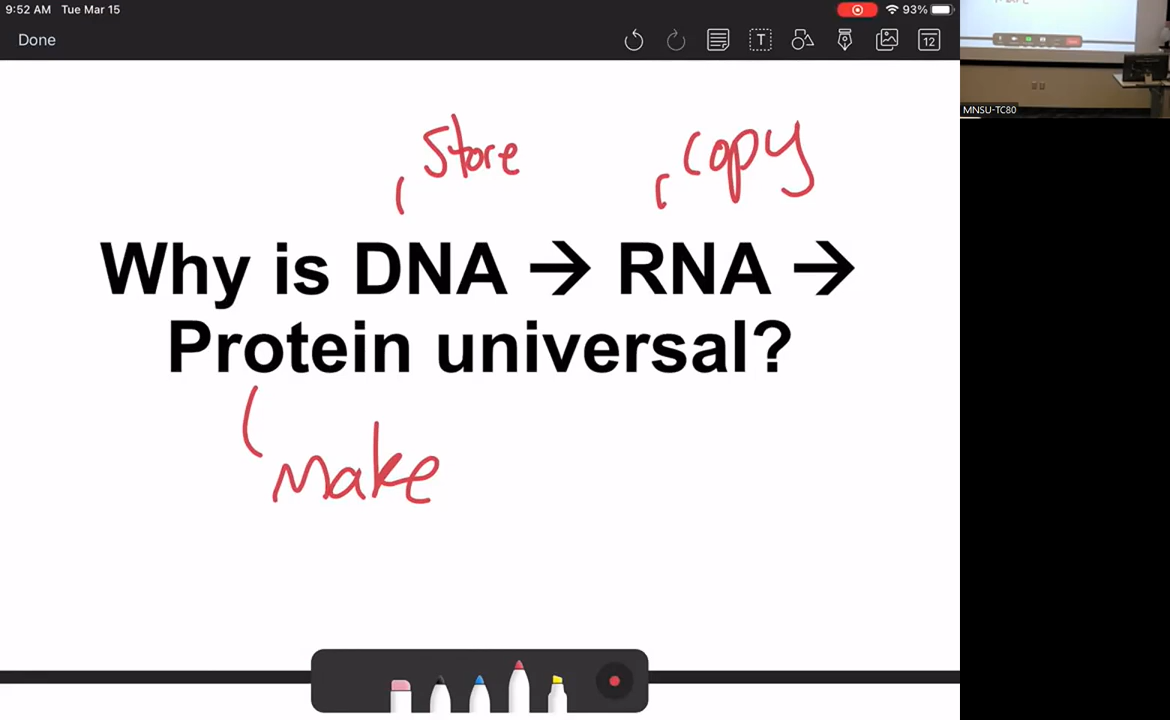 9:52 AM Tue Mar 15
93%
Done
T
12
MNSU-TC80
Store
copy
Why is DNA → RNA →
Protein universal?
Make